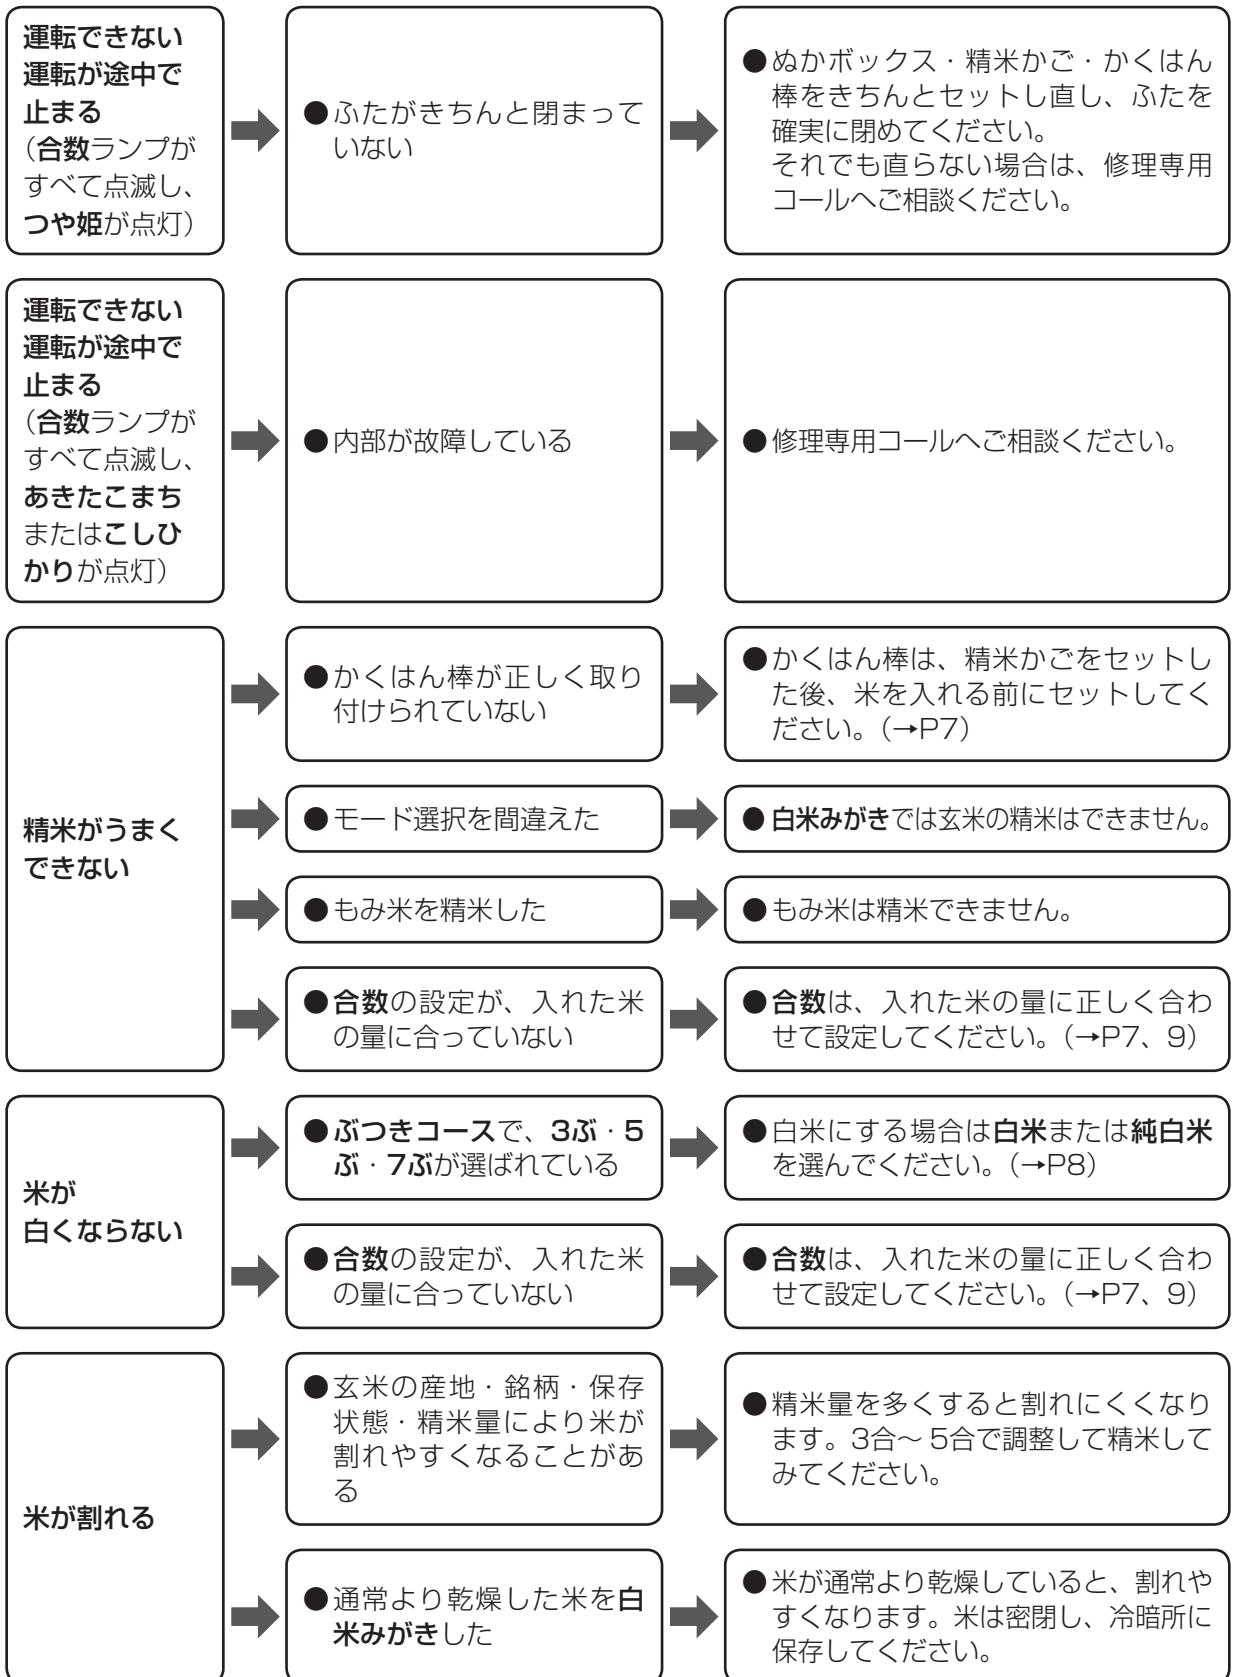 運転できない
運転が途中で
止まる
（合数ランプが
すべて点滅し、
つや姫が点灯）
●ふたがきちんと閉まって
いない
●ぬかボックス・精米かご・かくはん
棒をきちんとセットし直し、ふたを
確実に閉めてください。
それでも直らない場合は、修理専用
コールへご相談ください。
運転できない
運転が途中で
止まる
（合数ランプが
すべて点滅し、
あきたこまち
またはこしひ
かりが点灯）
●内部が故障している
●修理専用コールへご相談ください。
精米がうまく
できない
●かくはん棒が正しく取り
付けられていない
●かくはん棒は、精米かごをセットし
た後、米を入れる前にセットしてく
ださい。（→P7）
●モード選択を間違えた
●白米みがきでは玄米の精米はできません。
●もみ米を精米した
●もみ米は精米できません。
●合数の設定が、入れた米
の量に合っていない
●合数は、入れた米の量に正しく合わ
せて設定してください。（→P7、9）
米が
白くならない
●ぶつきコースで、3ぶ・5
ぶ・7ぶが選ばれている
●白米にする場合は白米または純白米
を選んでください。（→P8）
●合数の設定が、入れた米
の量に合っていない
●合数は、入れた米の量に正しく合わ
せて設定してください。（→P7、9）
米が割れる
●玄米の産地・銘柄・保存
状態・精米量により米が
割れやすくなることがあ
る
●精米量を多くすると割れにくくなり
ます。3合～5合で調整して精米して
みてください。
●通常より乾燥した米を白
米みがきした
●米が通常より乾燥していると、割れや
すくなります。米は密閉し、冷暗所に
保存してください。